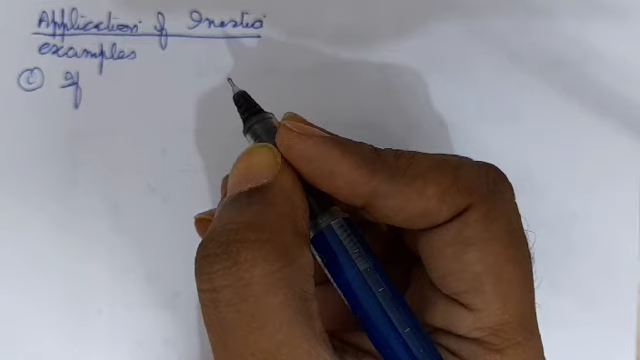 Application of Inertia
examples
(i) If